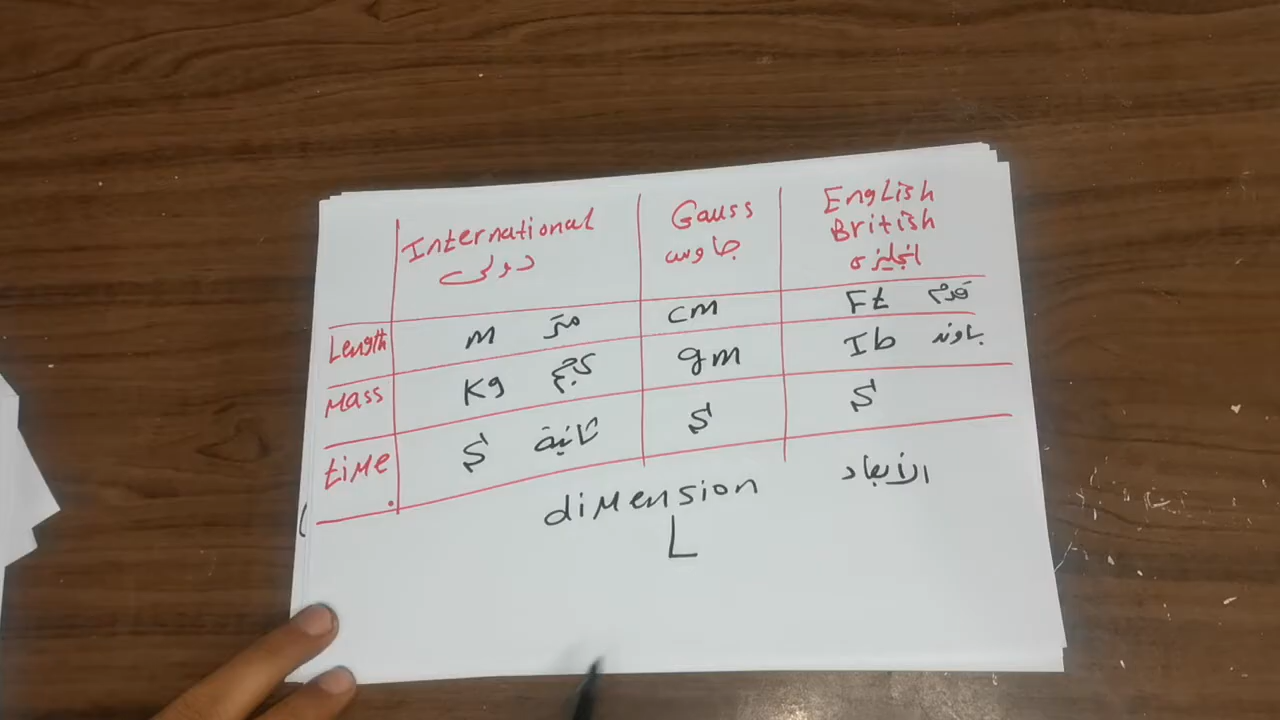 International Gauss English
دولى جاوس British
انجليزى
Length m متر cm Ft قدم
Mass Kg كجم gm Ib باوند
time S ثانية S S
dimension الأبعاد
L